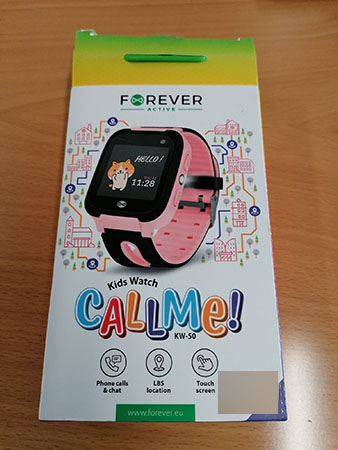 FOREVER
ACTIVE
HELLO!
11:28
Kids Watch
CALLMe!
KW-50
Phone calls
& chat
LBS
location
Touch
screen
www.forever.eu